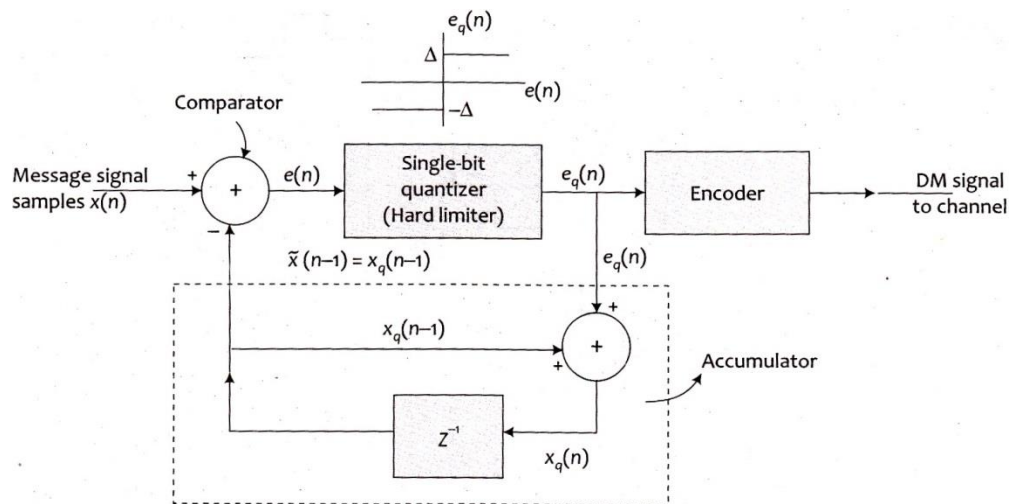 e_q(n)
Δ
e(n)
−Δ
Comparator
Message signal
samples x(n)
+
+
−
e(n)
Single-bit
quantizer
(Hard limiter)
e_q(n)
Encoder
DM signal
to channel
x̃ (n−1) = x_q(n−1)
e_q(n)
+
x_q(n−1)
+
+
Accumulator
Z⁻¹
x_q(n)